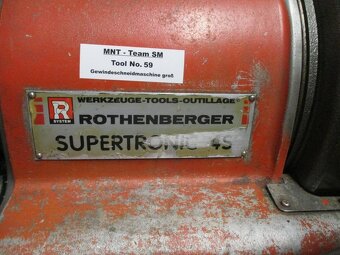 MNT - Team SM
Tool No. 59
Gewindeschneidmaschine groß
WERKZEUGE-TOOLS-OUTILLAGE
R
SYSTEM
ROTHENBERGER
SUPERTRONIC 4S